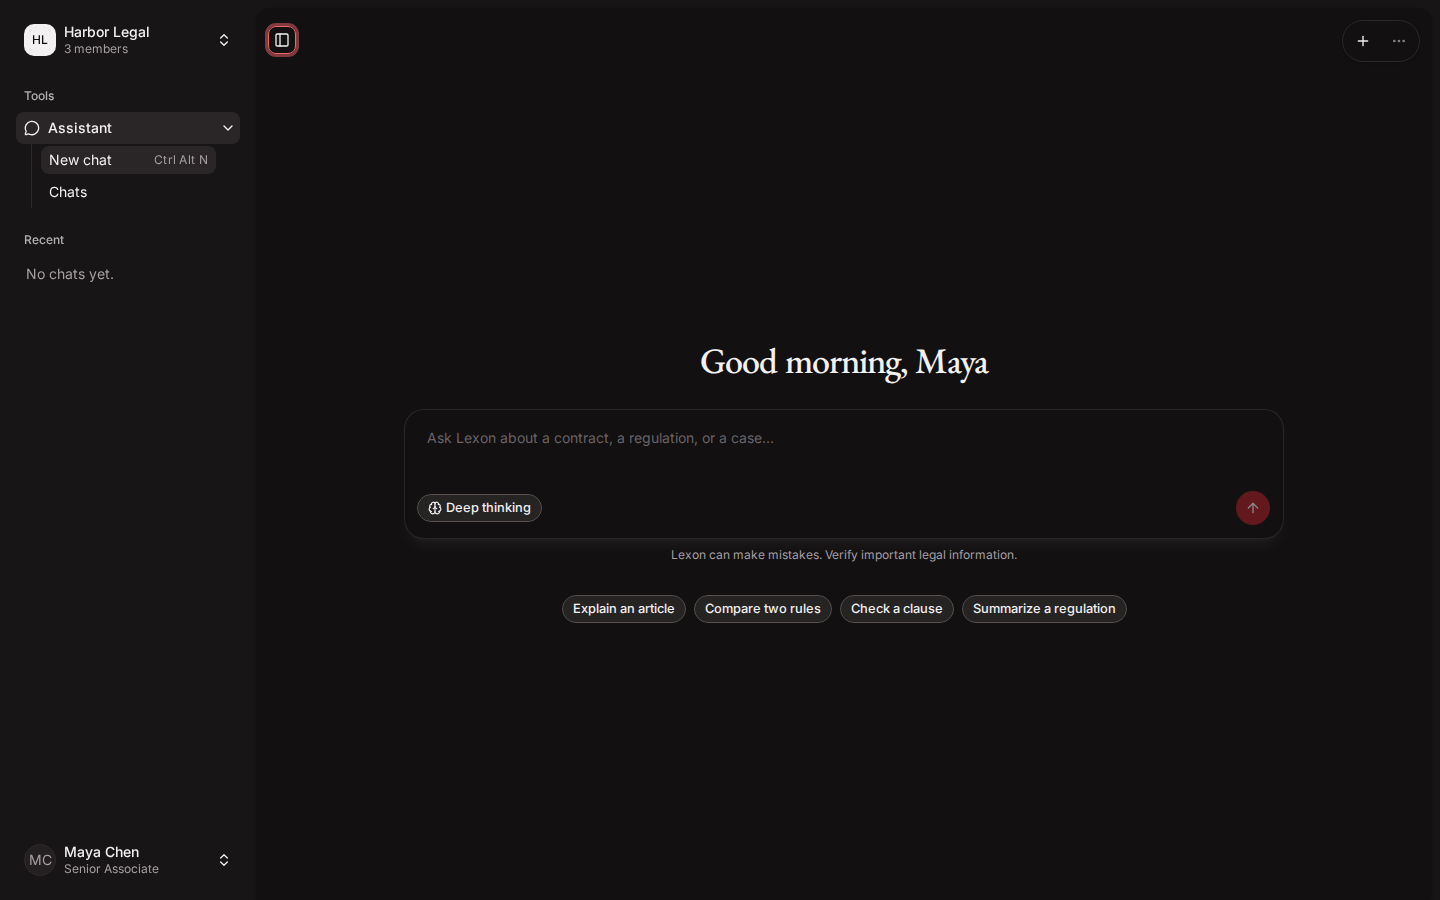 HL
Harbor Legal
3 members
Tools
Assistant
New chat Ctrl Alt N
Chats
Recent
No chats yet.
MC
Maya Chen
Senior Associate
Good morning, Maya
Ask Lexon about a contract, a regulation, or a case...
Deep thinking
Lexon can make mistakes. Verify important legal information.
Explain an article Compare two rules Check a clause Summarize a regulation